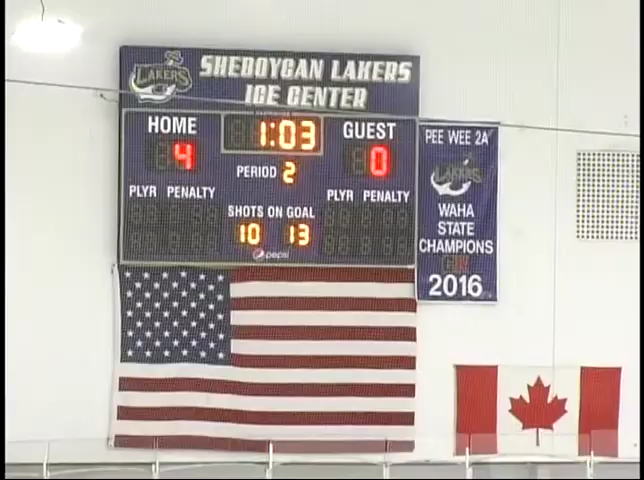 LAKERS
SHEBOYGAN LAKERS
ICE CENTER
HOME 1:03 GUEST
4 PERIOD 2 0
PLYR PENALTY PLYR PENALTY
SHOTS ON GOAL
10 13
pepsi
PEE WEE 2A
LAKERS
WAHA
STATE
CHAMPIONS
2016